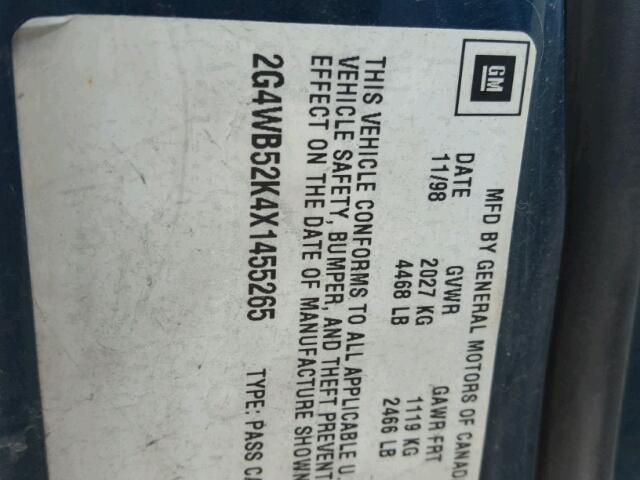 GM
MFD BY GENERAL MOTORS OF CANAD
DATE GVWR GAWR FRT
11/98 2027 KG 1119 KG
4468 LB 2466 LB
THIS VEHICLE CONFORMS TO ALL APPLICABLE U.
VEHICLE SAFETY, BUMPER, AND THEFT PREVENT
EFFECT ON THE DATE OF MANUFACTURE SHOWN
2G4WB52K4X1455265 TYPE: PASS CA